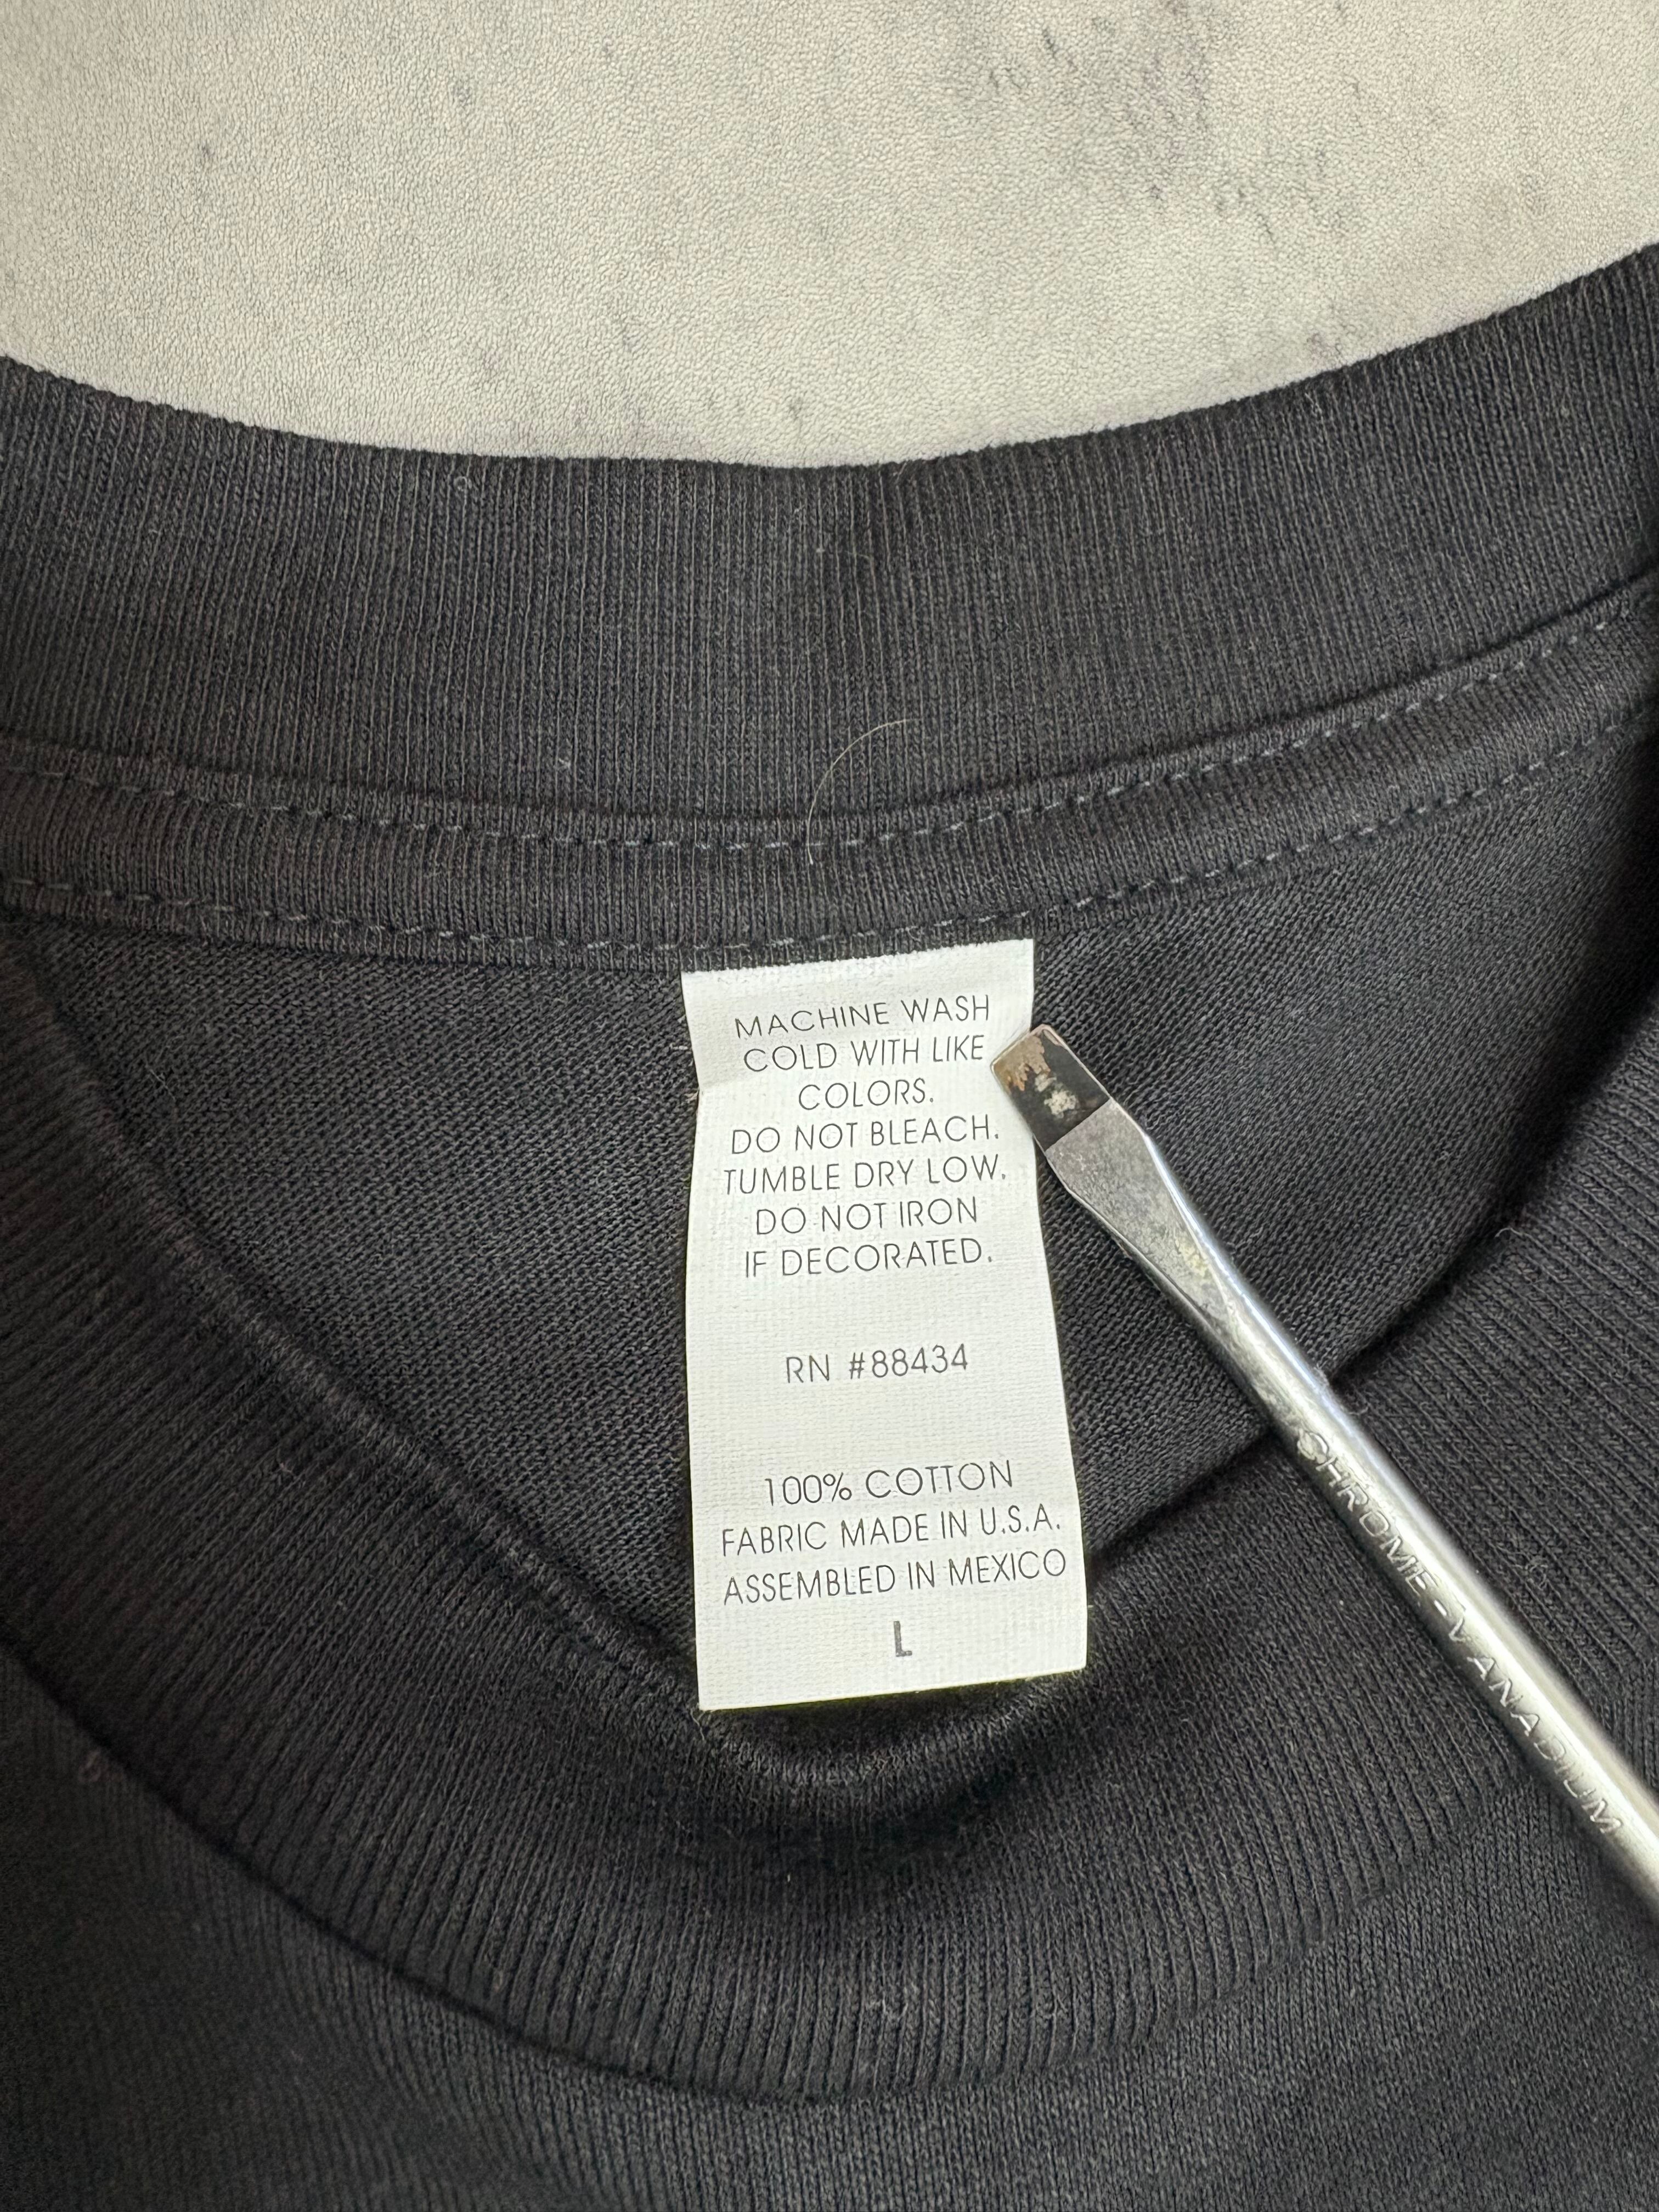 MACHINE WASH
COLD WITH LIKE
COLORS.
DO NOT BLEACH.
TUMBLE DRY LOW.
DO NOT IRON
IF DECORATED.
RN #88434
100% COTTON
FABRIC MADE IN U.S.A.
ASSEMBLED IN MEXICO
L
CHROME-VANADIUM